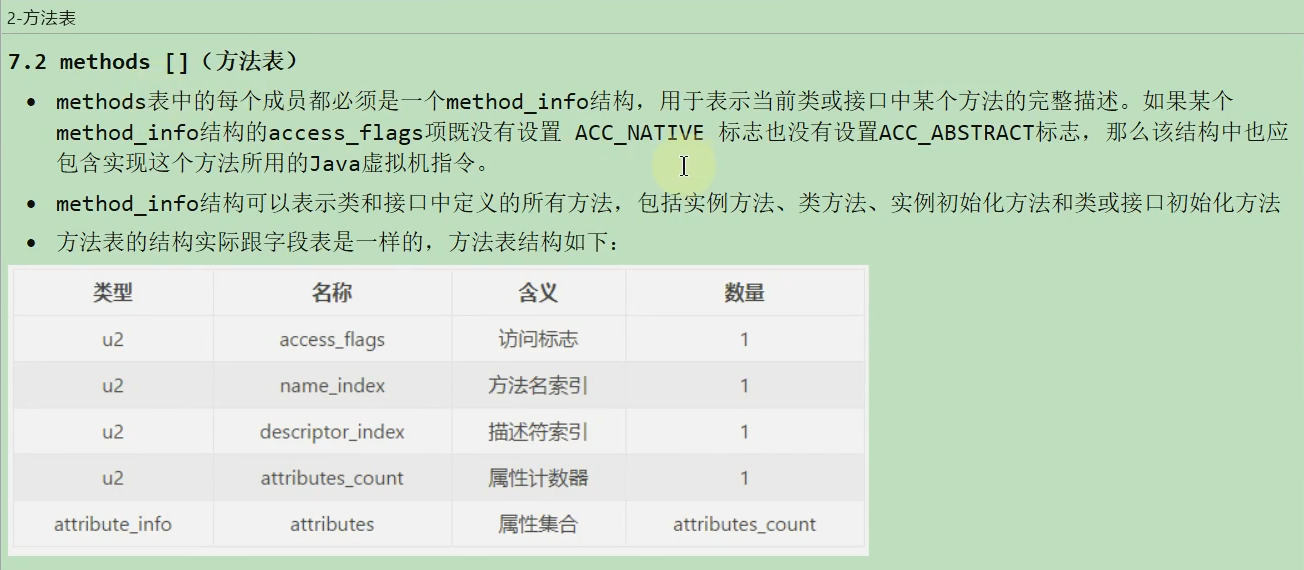 2-方法表
7.2 methods []（方法表）
• methods表中的每个成员都必须是一个method_info结构，用于表示当前类或接口中某个方法的完整描述。如果某个
method_info结构的access_flags项既没有设置 ACC_NATIVE 标志也没有设置ACC_ABSTRACT标志，那么该结构中也应
包含实现这个方法所用的Java虚拟机指令。
• method_info结构可以表示类和接口中定义的所有方法，包括实例方法、类方法、实例初始化方法和类或接口初始化方法
• 方法表的结构实际跟字段表是一样的，方法表结构如下：
类型 名称 含义 数量
u2 access_flags 访问标志 1
u2 name_index 方法名索引 1
u2 descriptor_index 描述符索引 1
u2 attributes_count 属性计数器 1
attribute_info attributes 属性集合 attributes_count